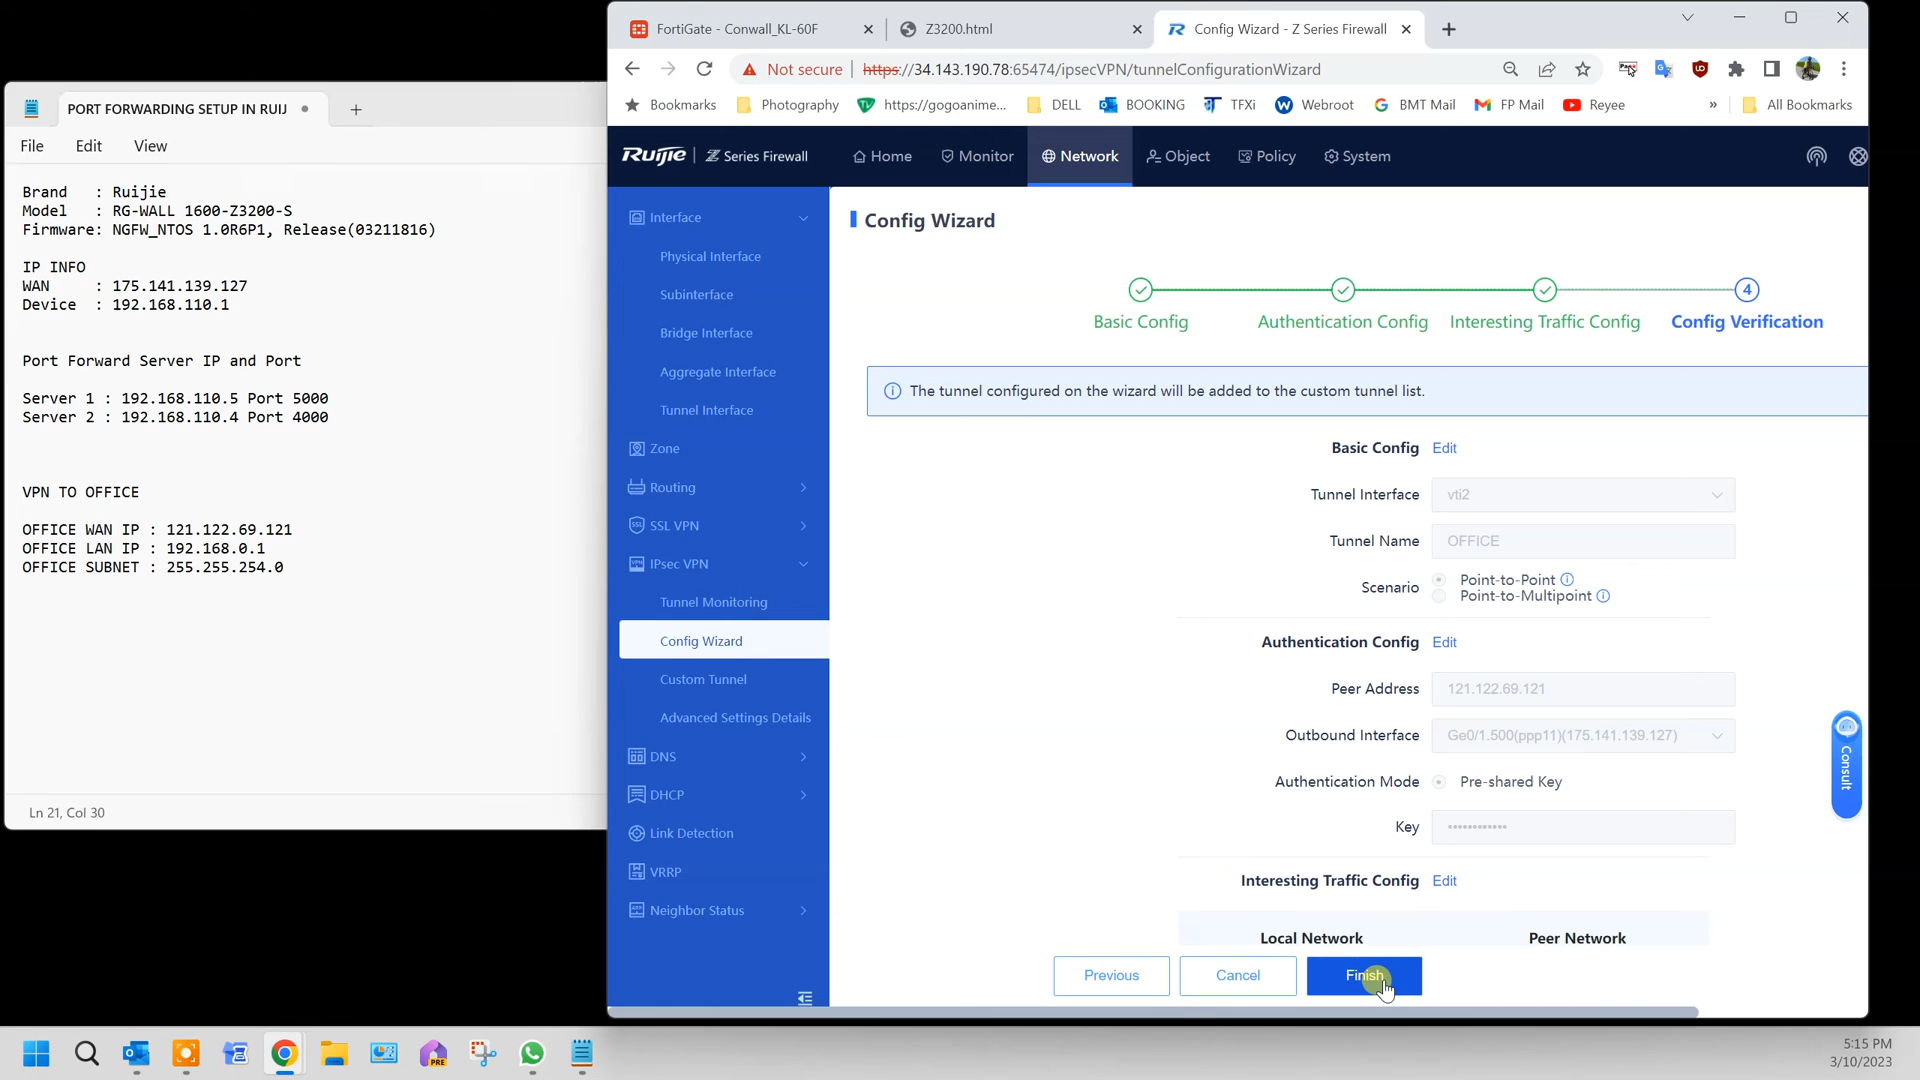 PORT FORWARDING SETUP IN RUIJ
File Edit View
Brand : Ruijie
Model : RG-WALL 1600-Z3200-S
Firmware: NGFW_NTOS 1.0R6P1, Release(03211816)
IP INFO
WAN : 175.141.139.127
Device : 192.168.110.1
Port Forward Server IP and Port
Server 1 : 192.168.110.5 Port 5000
Server 2 : 192.168.110.4 Port 4000
VPN TO OFFICE
OFFICE WAN IP : 121.122.69.121
OFFICE LAN IP : 192.168.0.1
OFFICE SUBNET : 255.255.254.0
Ln 21, Col 30
FortiGate - Conwall_KL-60F
Z3200.html
Config Wizard - Z Series Firewall
Not secure https://34.143.190.78:65474/ipsecVPN/tunnelConfigurationWizard
Bookmarks Photography https://gogoanime... DELL BOOKING TFXi Webroot BMT Mail FP Mail Reyee » All Bookmarks
Ruijie Z Series Firewall Home Monitor Network Object Policy System
Interface
Physical Interface
Subinterface
Bridge Interface
Aggregate Interface
Tunnel Interface
Zone
Routing
SSL VPN
IPsec VPN
Tunnel Monitoring
Config Wizard
Custom Tunnel
Advanced Settings Details
DNS
DHCP
Link Detection
VRRP
Neighbor Status
Config Wizard
4
Basic Config Authentication Config Interesting Traffic Config Config Verification
The tunnel configured on the wizard will be added to the custom tunnel list.
Basic Config Edit
Tunnel Interface vti2
Tunnel Name OFFICE
Scenario Point-to-Point
Point-to-Multipoint
Authentication Config Edit
Peer Address 121.122.69.121
Outbound Interface Ge0/1.500(ppp11)(175.141.139.127)
Authentication Mode Pre-shared Key
Key ••••••••••••
Interesting Traffic Config Edit
Local Network Peer Network
Previous Cancel Finish
Consult
PRE
5:15 PM
3/10/2023